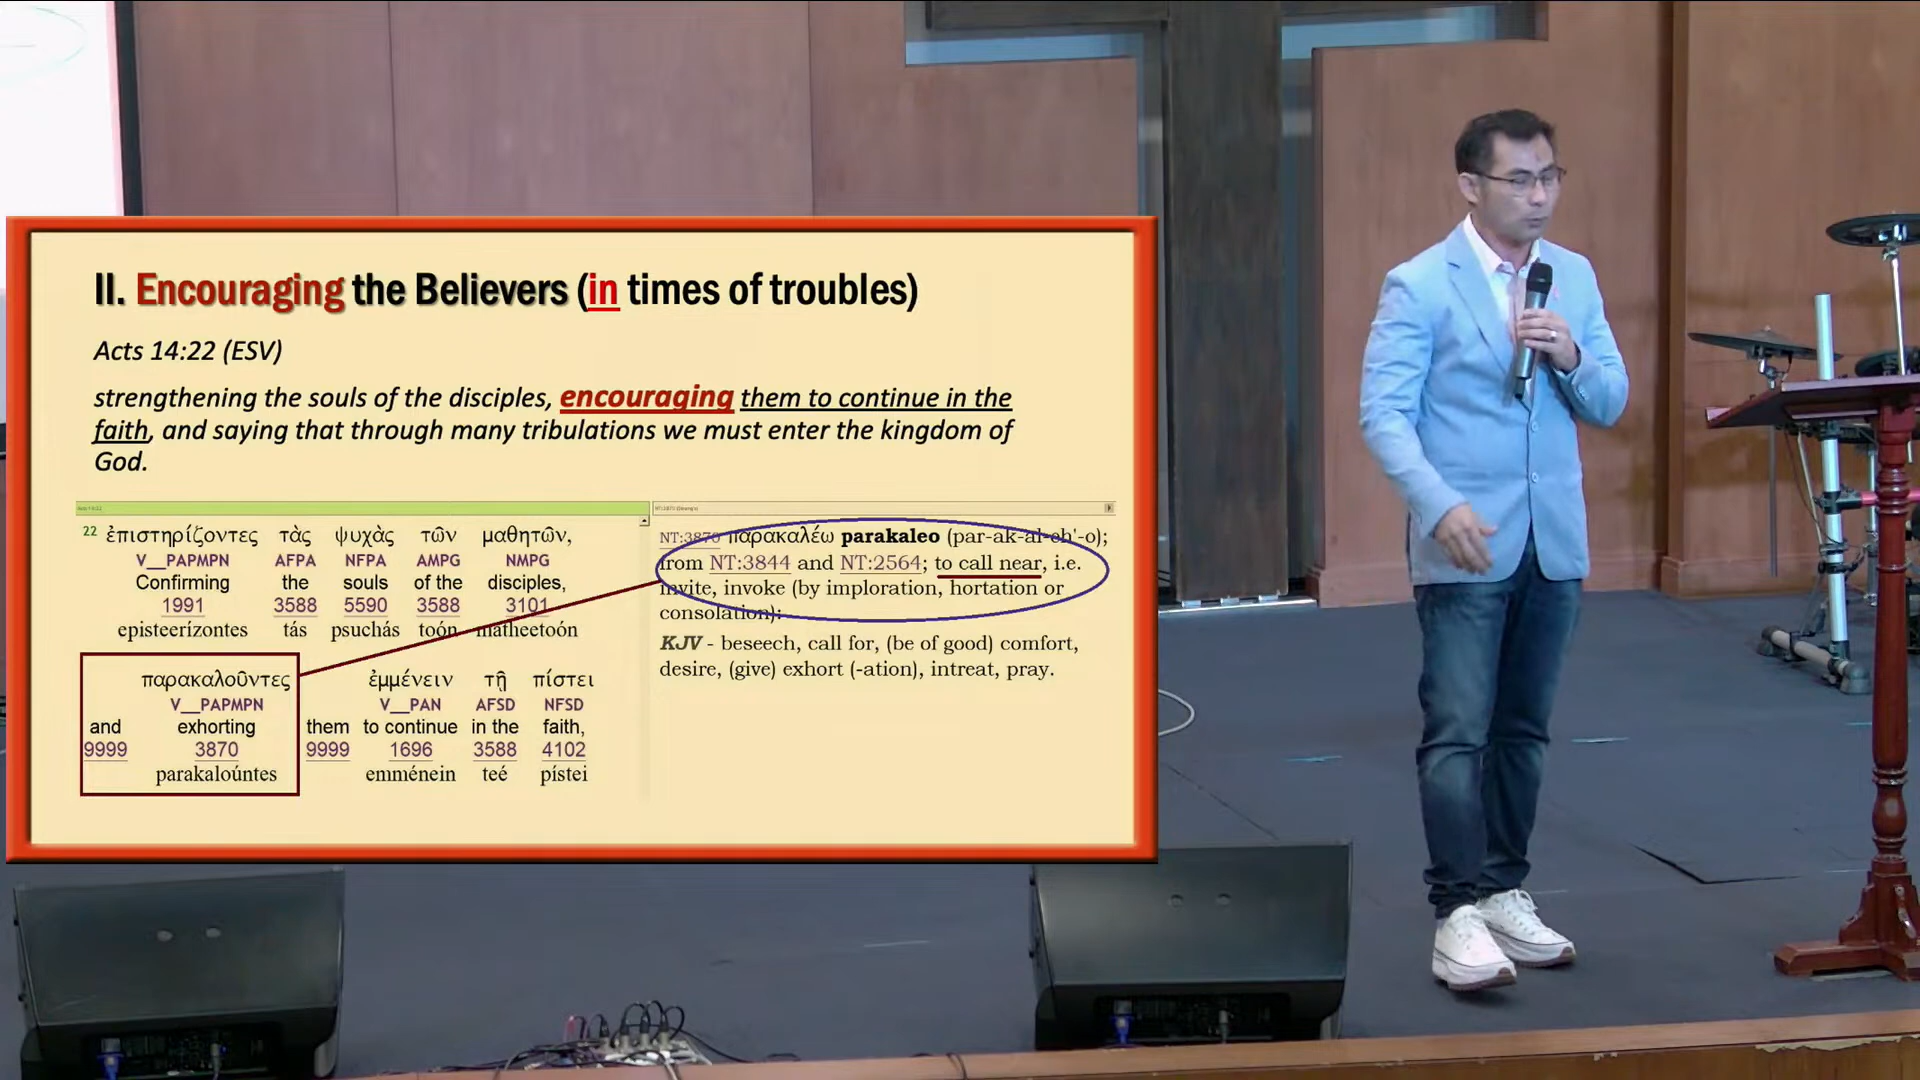 II. Encouraging the Believers (in times of troubles)
Acts 14:22 (ESV)
strengthening the souls of the disciples, encouraging them to continue in the
faith, and saying that through many tribulations we must enter the kingdom of
God.
22 ἐπιστηρίζοντες τὰς ψυχὰς τῶν μαθητῶν,
V__PAPMPN AFPA NFPA AMPG NMPG
Confirming the souls of the disciples,
1991 3588 5590 3588 3101
episteerízontes tás psuchás toón matheetoón
παρακαλοῦντες ἐμμένειν τῇ πίστει
V__PAPMPN V__PAN AFSD NFSD
and exhorting them to continue in the faith,
9999 3870 9999 1696 3588 4102
parakaloúntes emménein teé pístei
NT:3870 παρακαλέω parakaleo (par-ak-al-eh'-o);
from NT:3844 and NT:2564; to call near, i.e.
invite, invoke (by imploration, hortation or
consolation):
KJV - beseech, call for, (be of good) comfort,
desire, (give) exhort (-ation), intreat, pray.